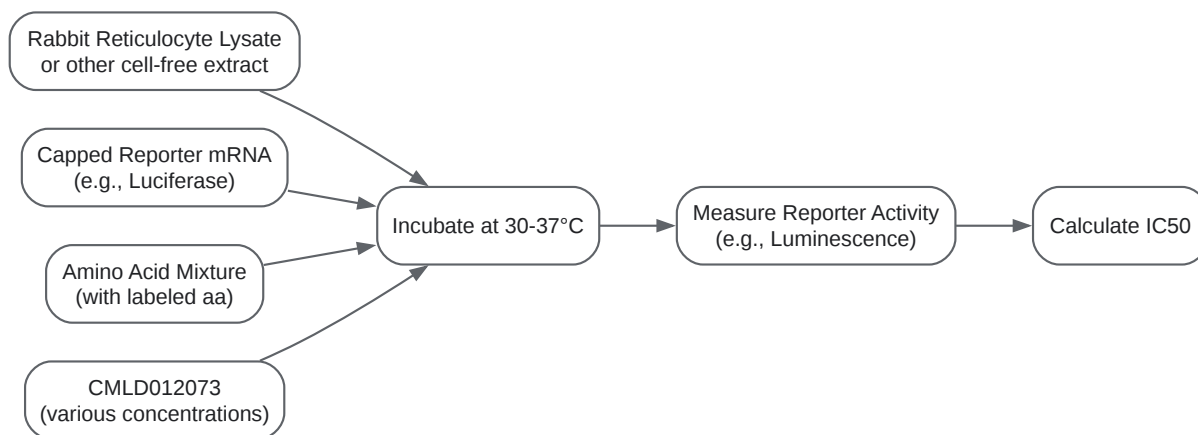 Rabbit Reticulocyte Lysate
or other cell-free extract
Capped Reporter mRNA
(e.g., Luciferase)
Amino Acid Mixture
(with labeled aa)
CMLD012073
(various concentrations)
Incubate at 30-37°C
Measure Reporter Activity
(e.g., Luminescence)
Calculate IC50